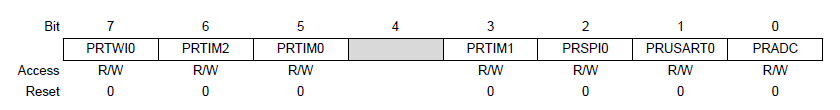 Bit 7 6 5 4 3 2 1 0
PRTWI0 PRTIM2 PRTIM0 PRTIM1 PRSPI0 PRUSART0 PRADC
Access R/W R/W R/W R/W R/W R/W R/W
Reset 0 0 0 0 0 0 0